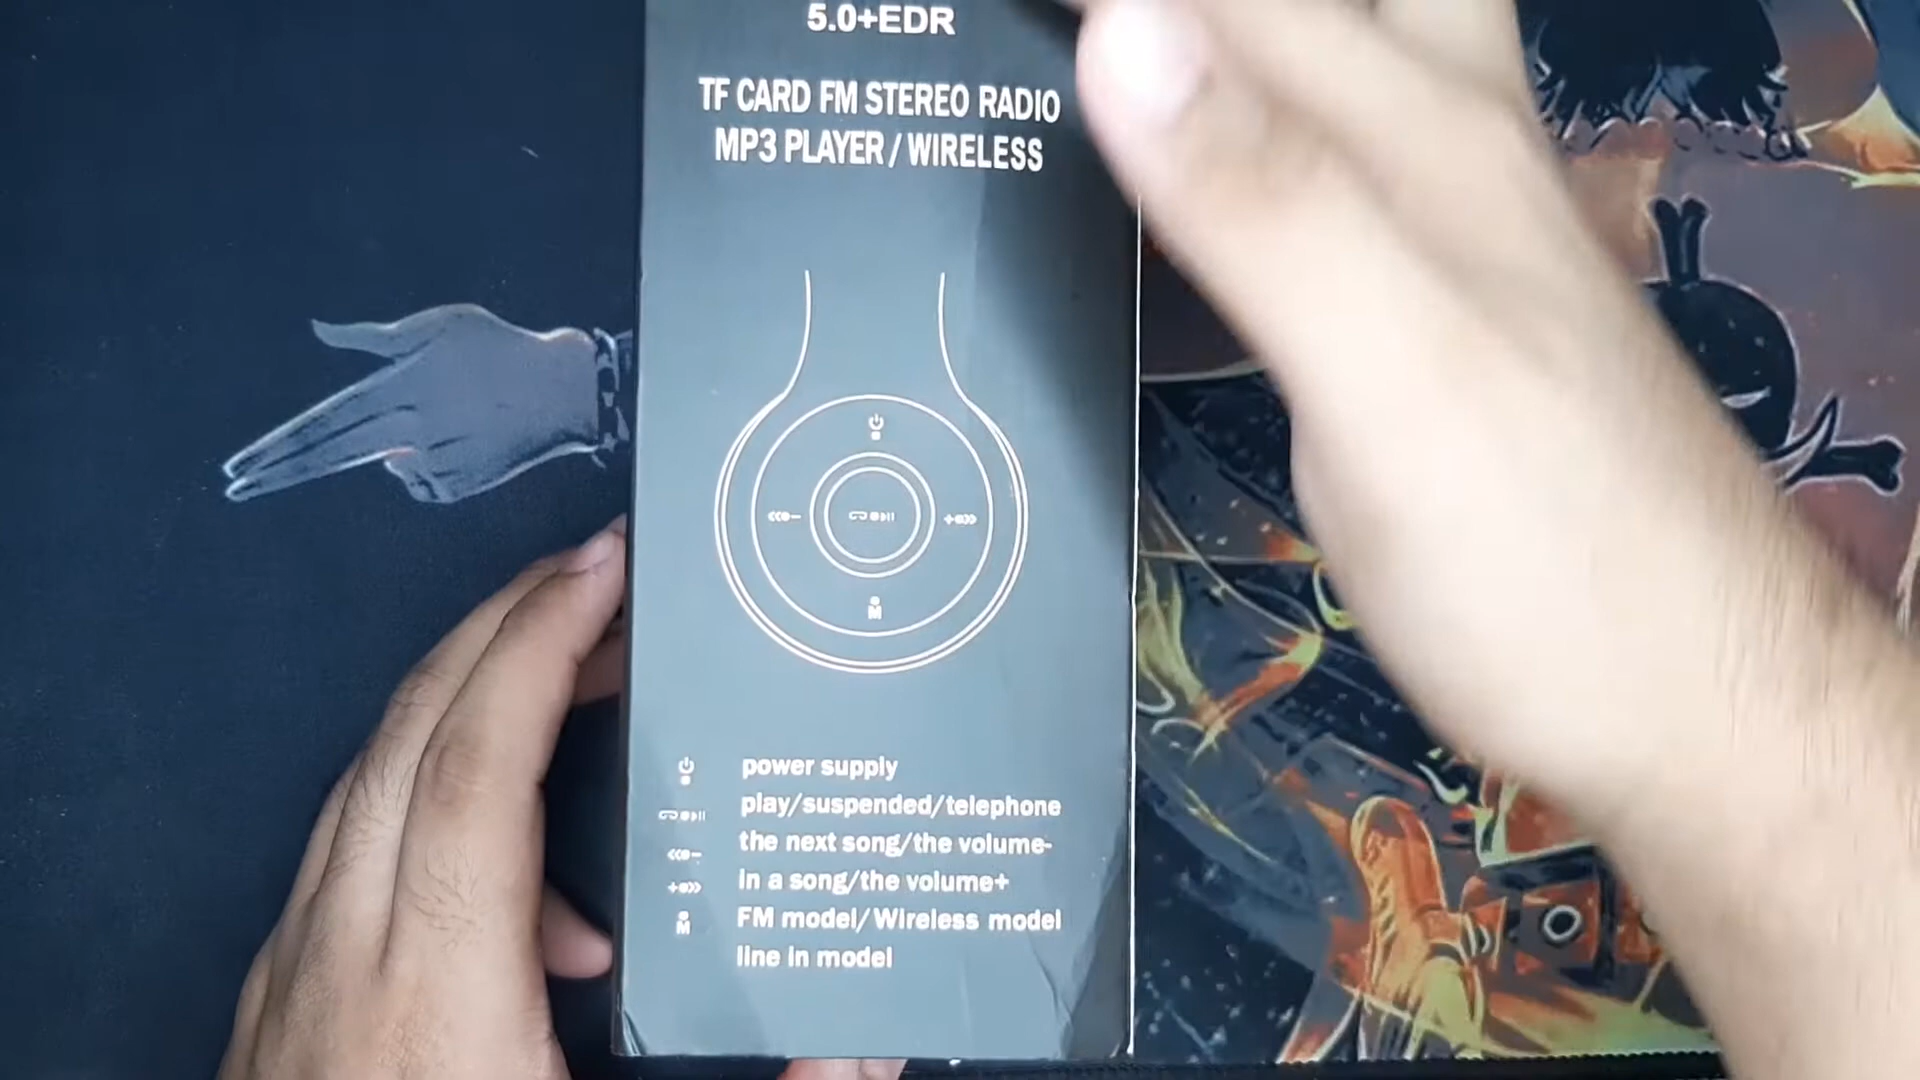 5.0+EDR
TF CARD FM STEREO RADIO
MP3 PLAYER / WIRELESS
M
power supply
play/suspended/telephone
the next song/the volume-
in a song/the volume+
M FM model/Wireless model
line in model